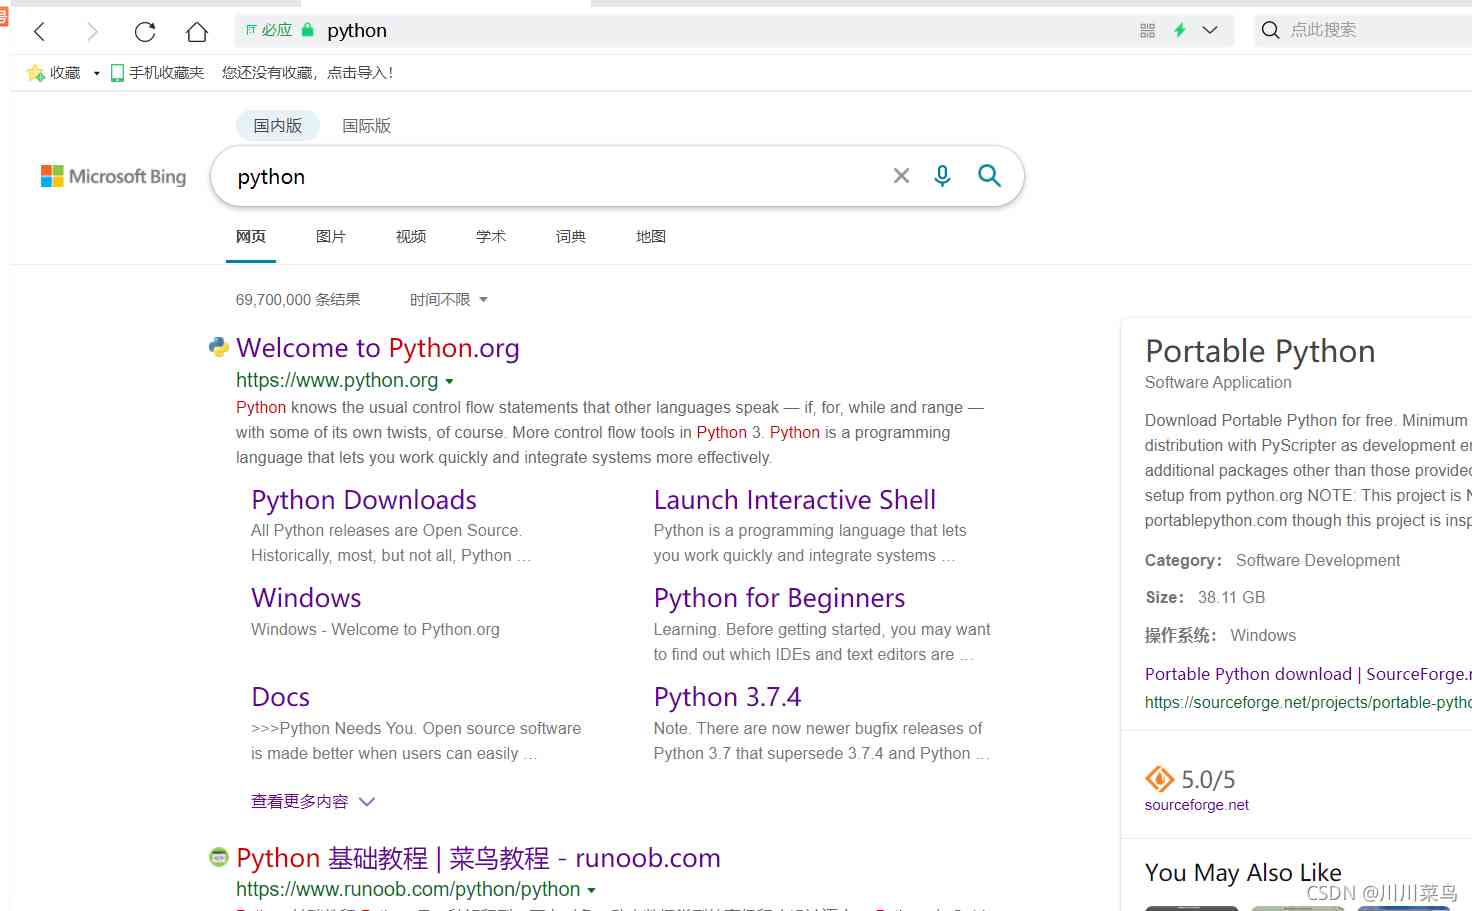 必应 python
点此搜索
收藏 手机收藏夹 您还没有收藏，点击导入！
国内版 国际版
Microsoft Bing
python
网页 图片 视频 学术 词典 地图
69,700,000 条结果 时间不限
Welcome to Python.org
https://www.python.org
Python knows the usual control flow statements that other languages speak — if, for, while and range —
with some of its own twists, of course. More control flow tools in Python 3. Python is a programming
language that lets you work quickly and integrate systems more effectively.
Python Downloads
All Python releases are Open Source.
Historically, most, but not all, Python ...
Launch Interactive Shell
Python is a programming language that lets
you work quickly and integrate systems ...
Windows
Windows - Welcome to Python.org
Python for Beginners
Learning. Before getting started, you may want
to find out which IDEs and text editors are ...
Docs
>>>Python Needs You. Open source software
is made better when users can easily ...
Python 3.7.4
Note. There are now newer bugfix releases of
Python 3.7 that supersede 3.7.4 and Python ...
查看更多内容
Python 基础教程 | 菜鸟教程 - runoob.com
https://www.runoob.com/python/python
Portable Python
Software Application
Download Portable Python for free. Minimum
distribution with PyScripter as development
additional packages other than those provided
setup from python.org NOTE: This project is
portablepython.com though this project is
Category： Software Development
Size： 38.11 GB
操作系统： Windows
Portable Python download | SourceForge.
https://sourceforge.net/projects/portable-pytho
5.0/5
sourceforge.net
You May Also Like
CSDN @川川菜鸟